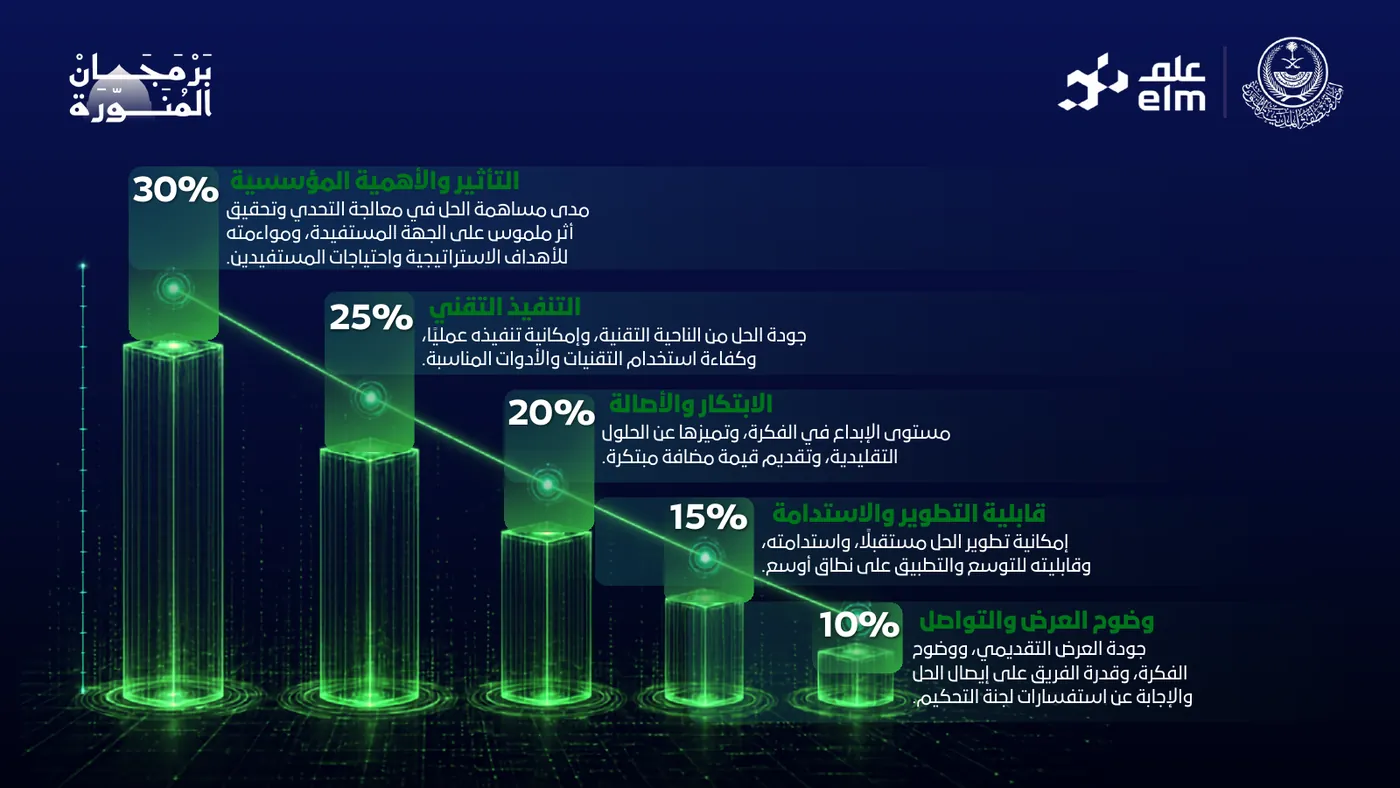 بَرْمَجَان
المُنَوَّرَة
علم
elm
30%
التأثير والأهمية المؤسسية
مدى مساهمة الحل في معالجة التحدي وتحقيق
أثر ملموس على الجهة المستفيدة، ومواءمته
للأهداف الاستراتيجية واحتياجات المستفيدين.
25%
التنفيذ التقني
جودة الحل من الناحية التقنية، وإمكانية تنفيذه عمليًا،
وكفاءة استخدام التقنيات والأدوات المناسبة.
20%
الابتكار والأصالة
مستوى الإبداع في الفكرة، وتميزها عن الحلول
التقليدية، وتقديم قيمة مضافة مبتكرة.
15%
قابلية التطوير والاستدامة
إمكانية تطوير الحل مستقبلًا، واستدامته،
وقابليته للتوسع والتطبيق على نطاق أوسع.
10%
وضوح العرض والتواصل
جودة العرض التقديمي، ووضوح
الفكرة، وقدرة الفريق على إيصال الحل
والإجابة عن استفسارات لجنة التحكيم.